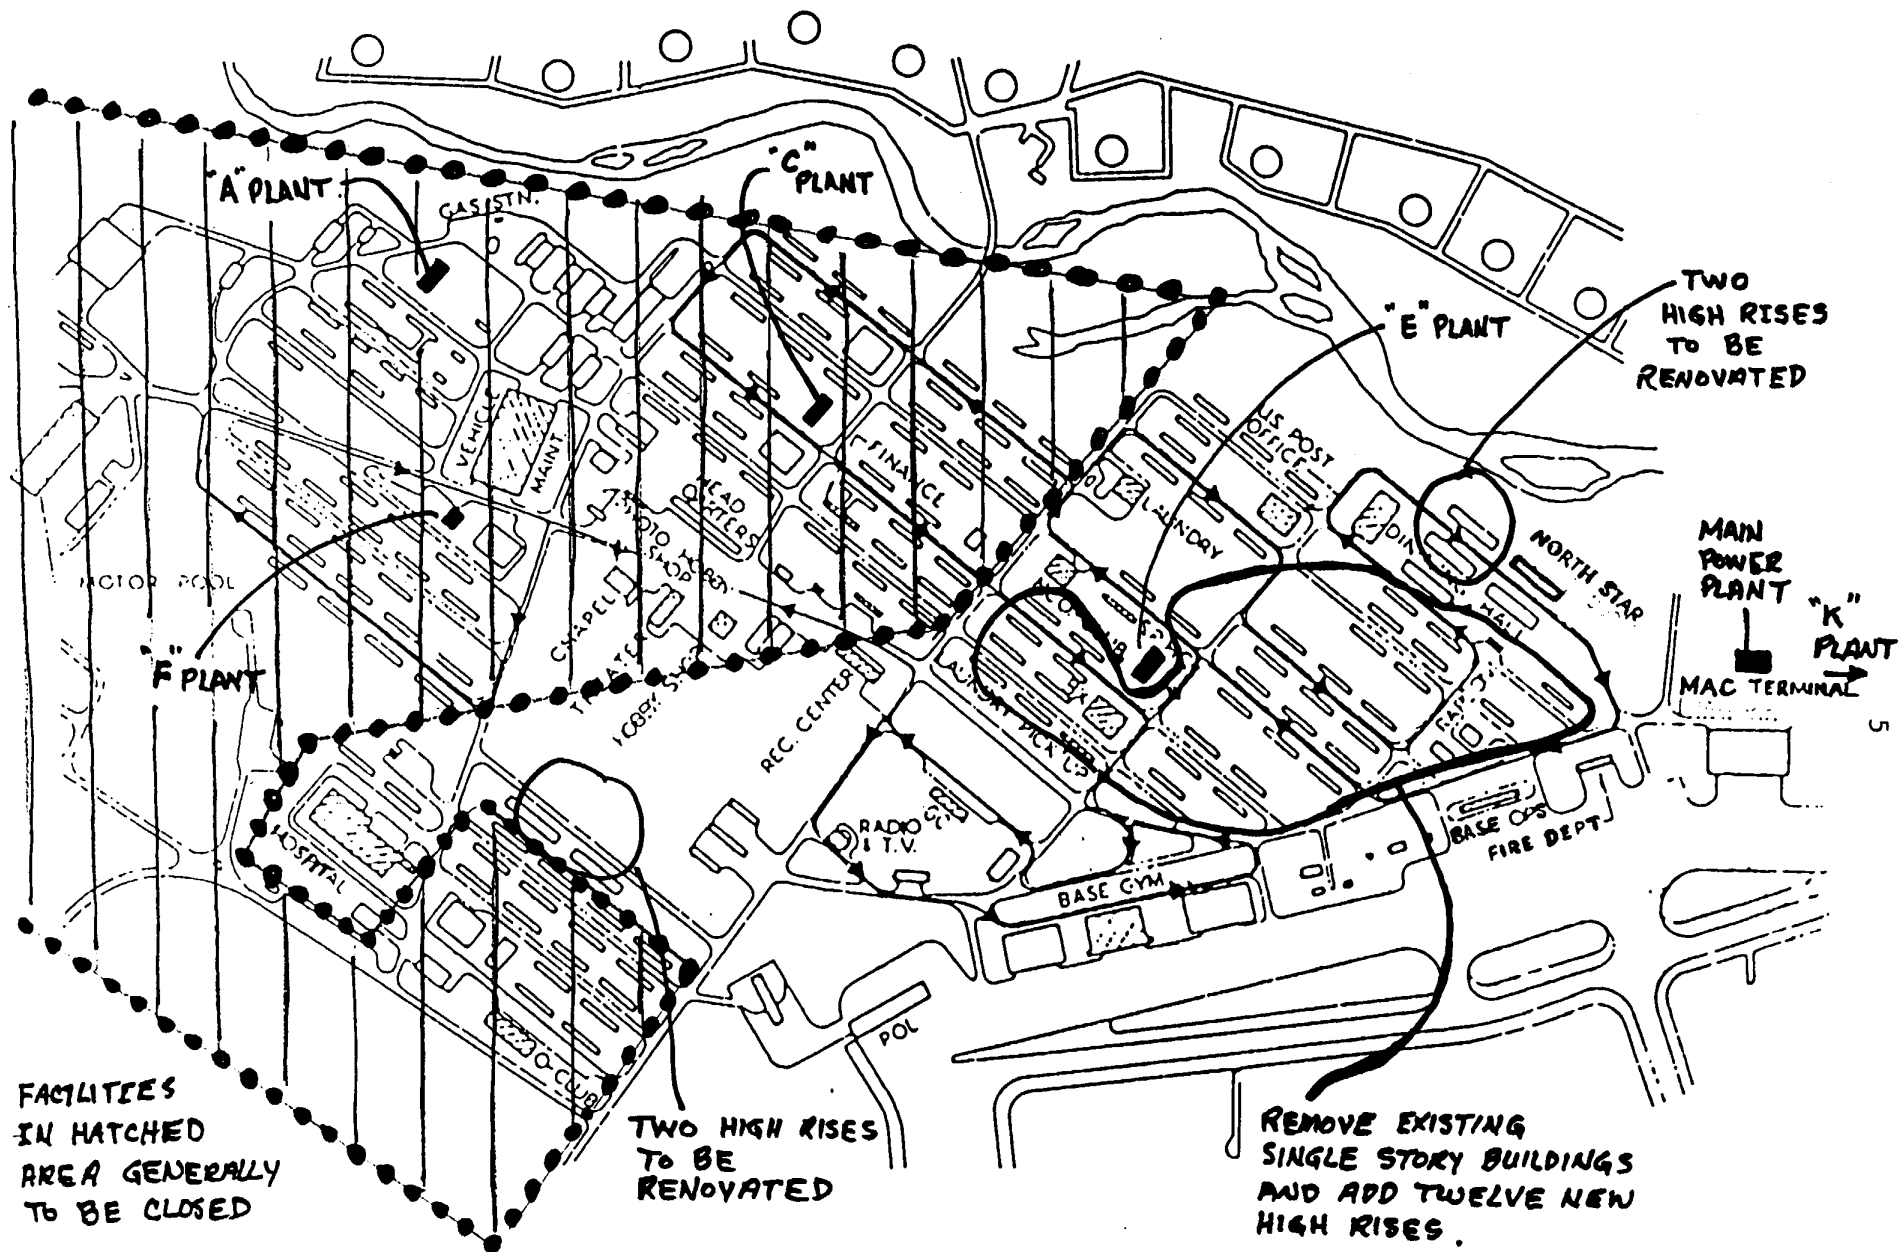 "A" PLANT
GAS STN.
"C"
PLANT
"E" PLANT
TWO
HIGH RISES
TO BE
RENOVATED
VEHICLE
MAINT
FINANCE
HEAD
QUARTERS
US POST
OFFICE
LAUNDRY
NORTH STAR
MAIN
POWER
PLANT
"K"
PLANT
MAC TERMINAL
5
MOTOR POOL
"F" PLANT
PHOTO HOBBY
SHOP
CHAPEL
REC. CENTER
HOSPITAL
RADIO
& T.V.
BASE GYM
BASE OPS
FIRE DEPT
POL
O-CLUB
FACILITIES
IN HATCHED
AREA GENERALLY
TO BE CLOSED
TWO HIGH RISES
TO BE
RENOVATED
REMOVE EXISTING
SINGLE STORY BUILDINGS
AND ADD TWELVE NEW
HIGH RISES.